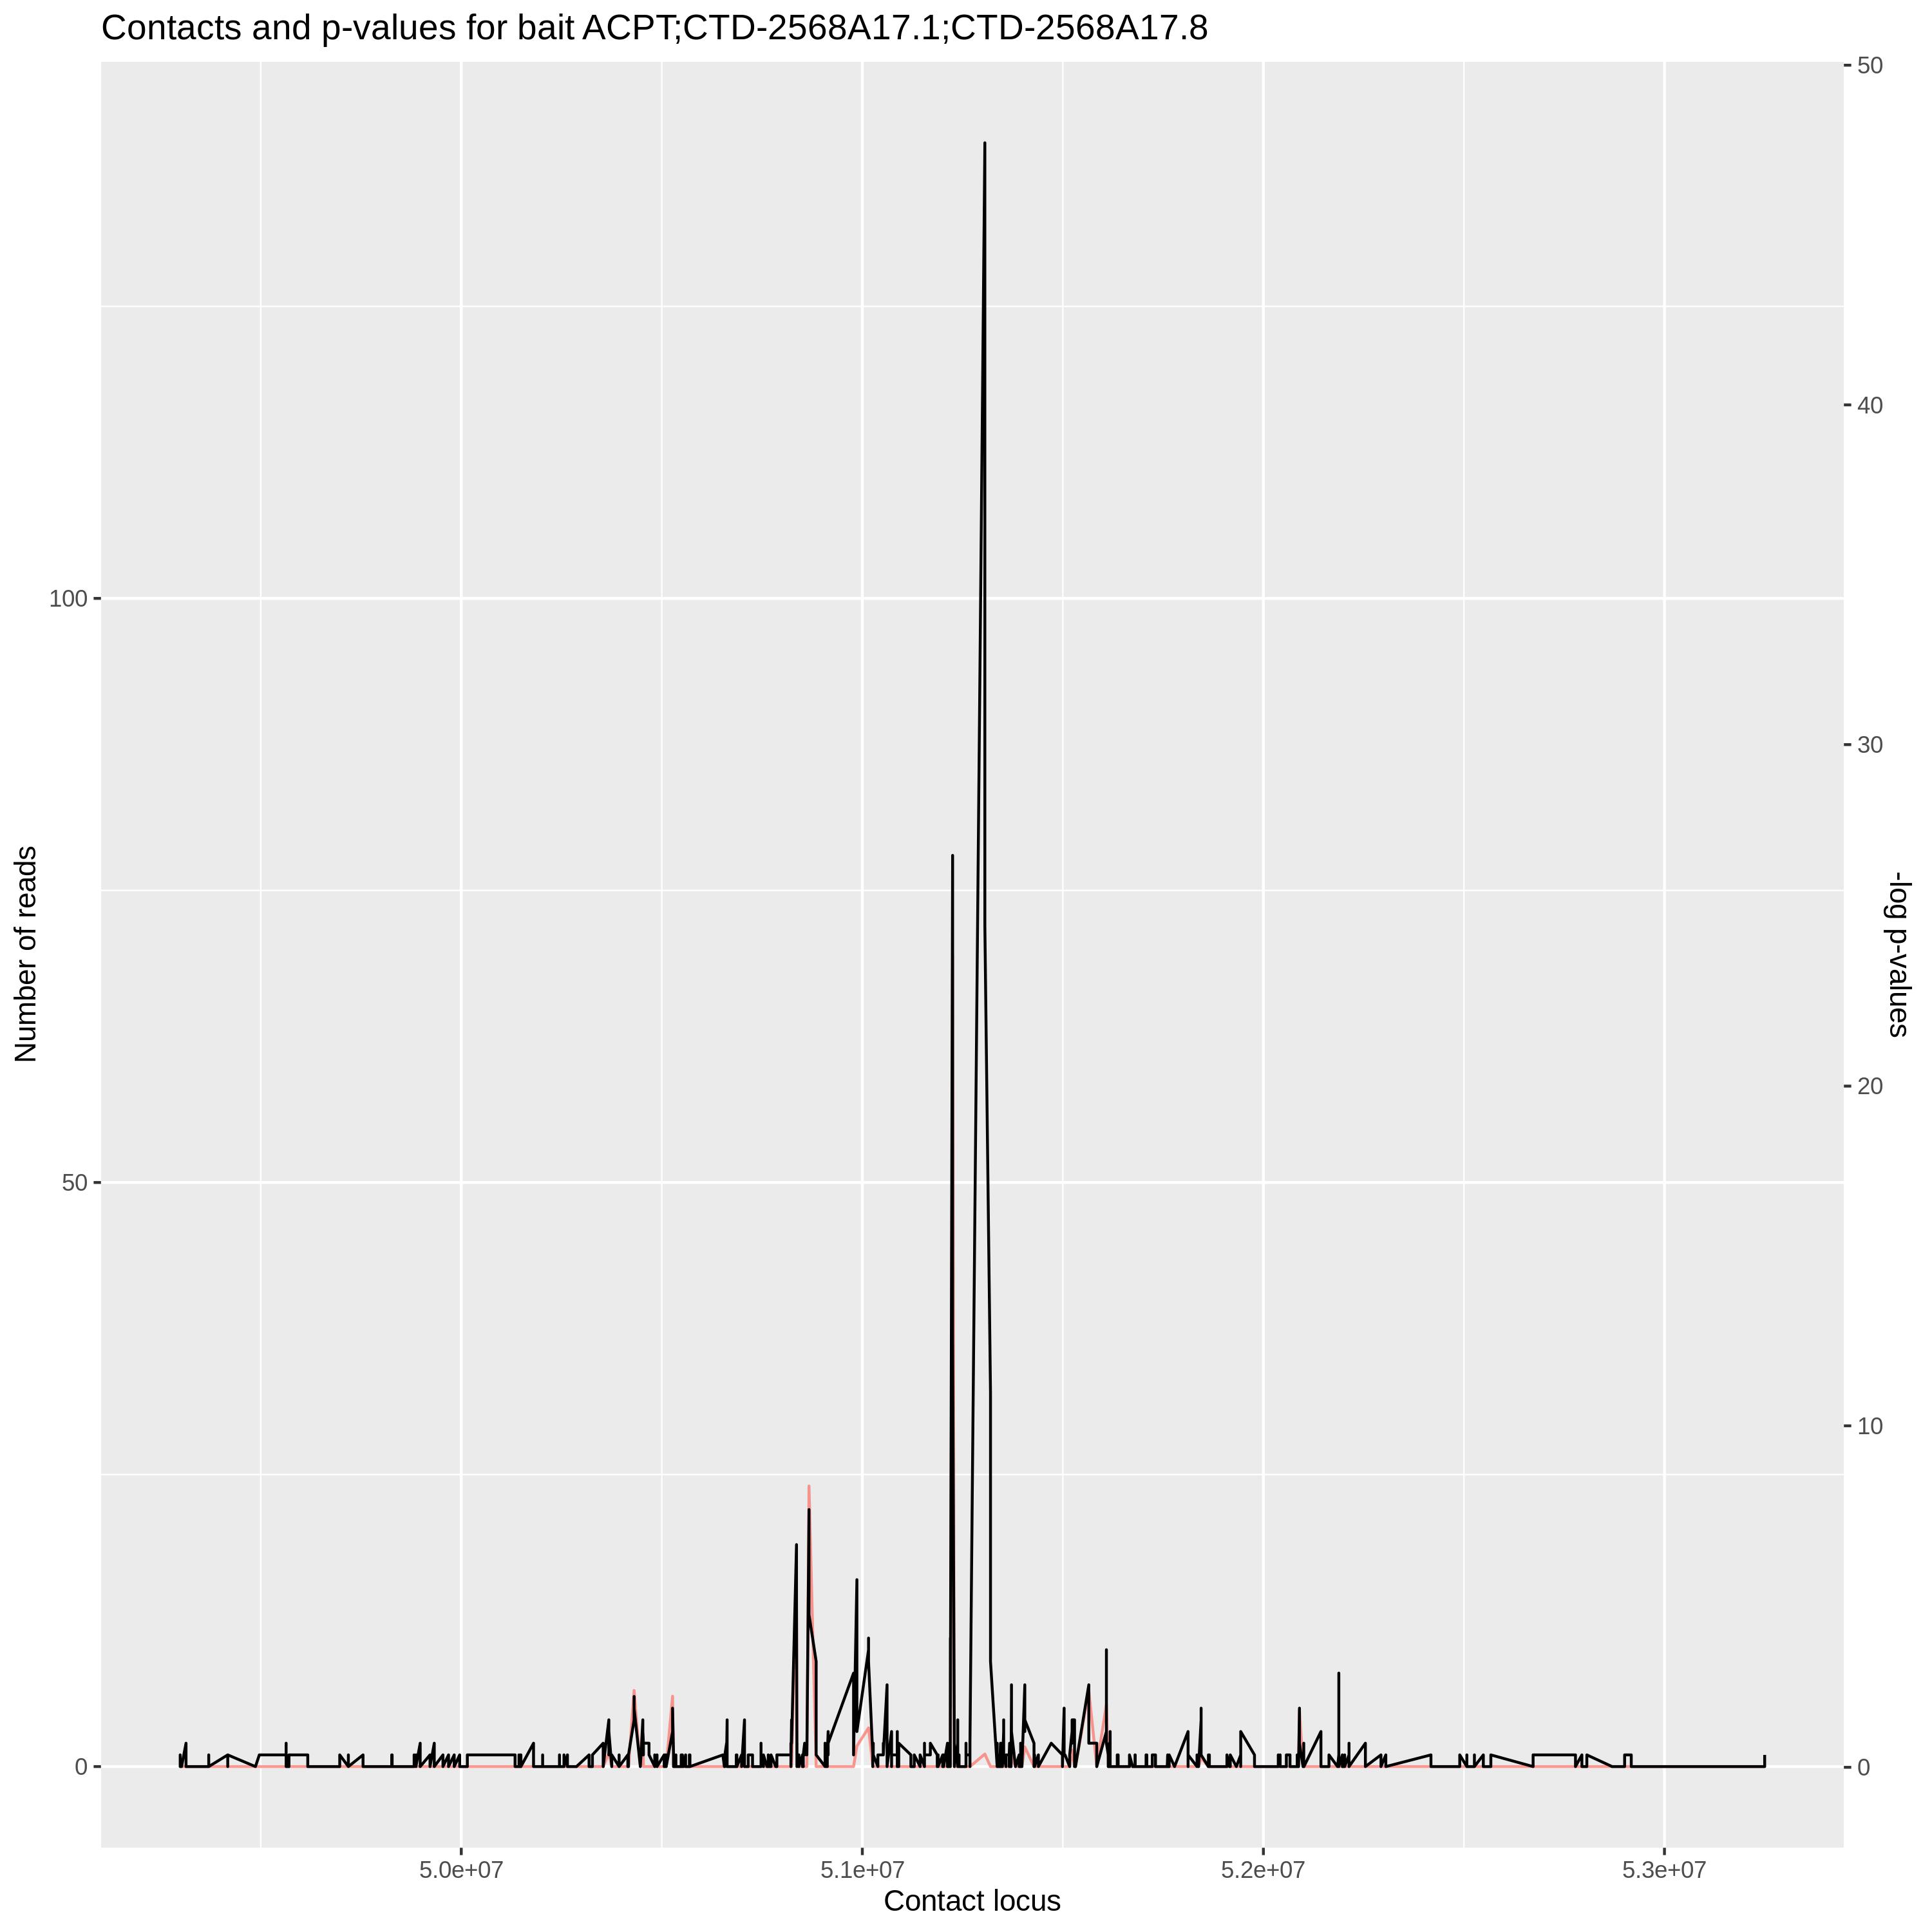 Contacts and p-values for bait ACPT;CTD-2568A17.1;CTD-2568A17.8
Number of reads
100
50
0
50
40
30
20
10
0
-log p-values
5.0e+07
5.1e+07
5.2e+07
5.3e+07
Contact locus